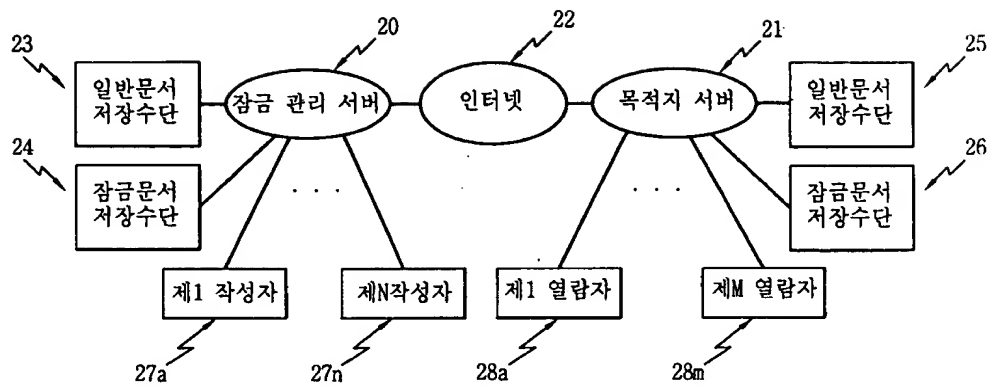 20 22 21
23 25
일반문서 저장수단
잠금 관리 서버
인터넷
목적지 서버
일반문서 저장수단
24 26
잠금문서 저장수단
... ...
잠금문서 저장수단
제1 작성자 제N작성자 제1 열람자 제M 열람자
27a 27n 28a 28m